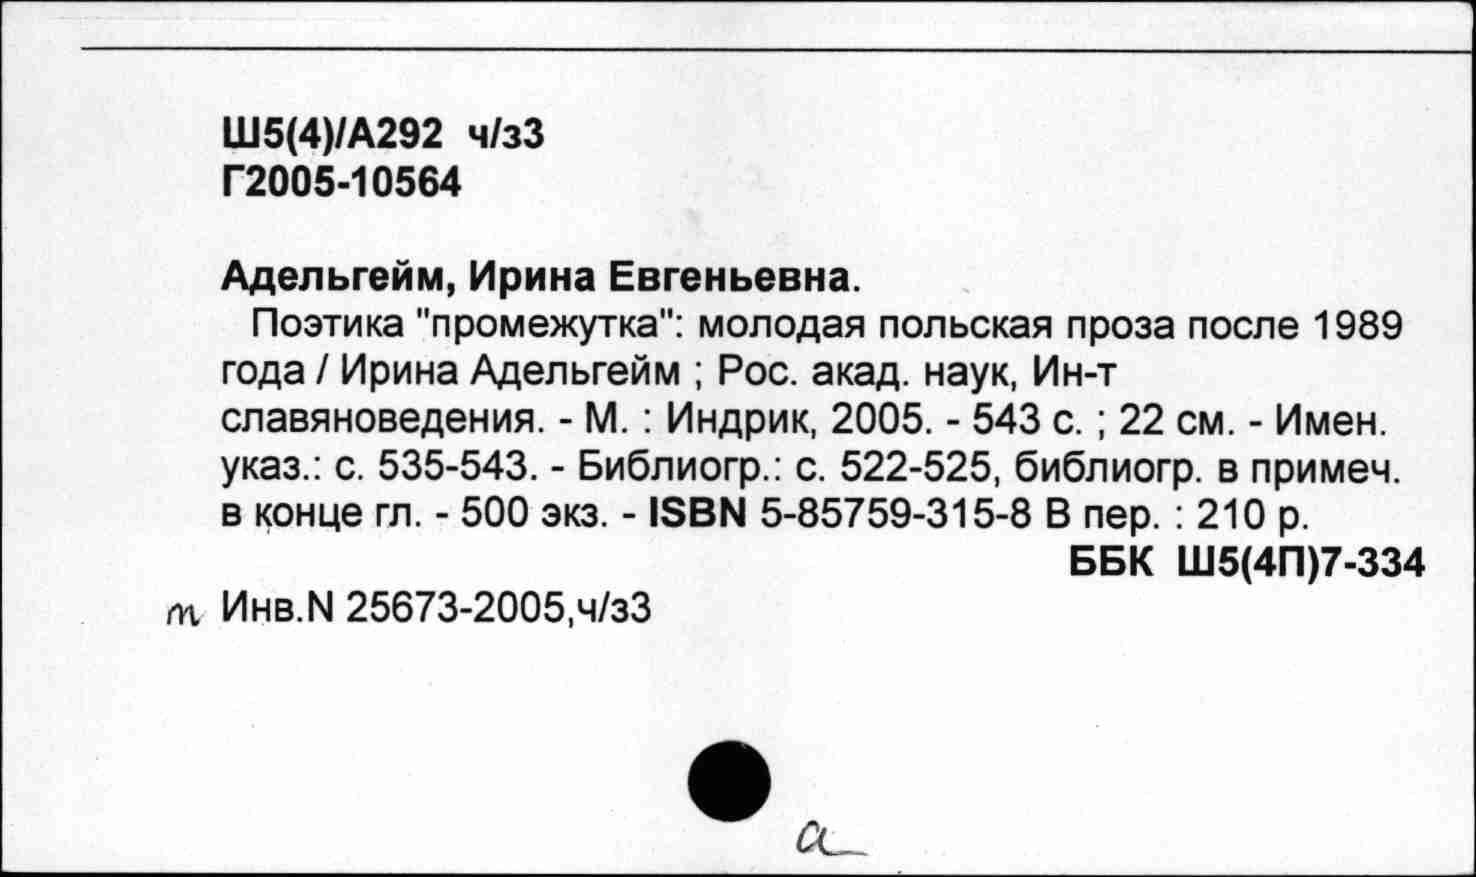 Ш5(4)/А292 ч/з3
Г2005-10564
Адельгейм, Ирина Евгеньевна.
Поэтика "промежутка": молодая польская проза после 1989
года / Ирина Адельгейм ; Рос. акад. наук, Ин-т
славяноведения. - М. : Индрик, 2005. - 543 с. ; 22 см. - Имен.
указ.: с. 535-543. - Библиогр.: с. 522-525, библиогр. в примеч.
в конце гл. - 500 экз. - ISBN 5-85759-315-8 В пер. : 210 р.
ББК Ш5(4П)7-334
т Инв.N 25673-2005,ч/з3
а